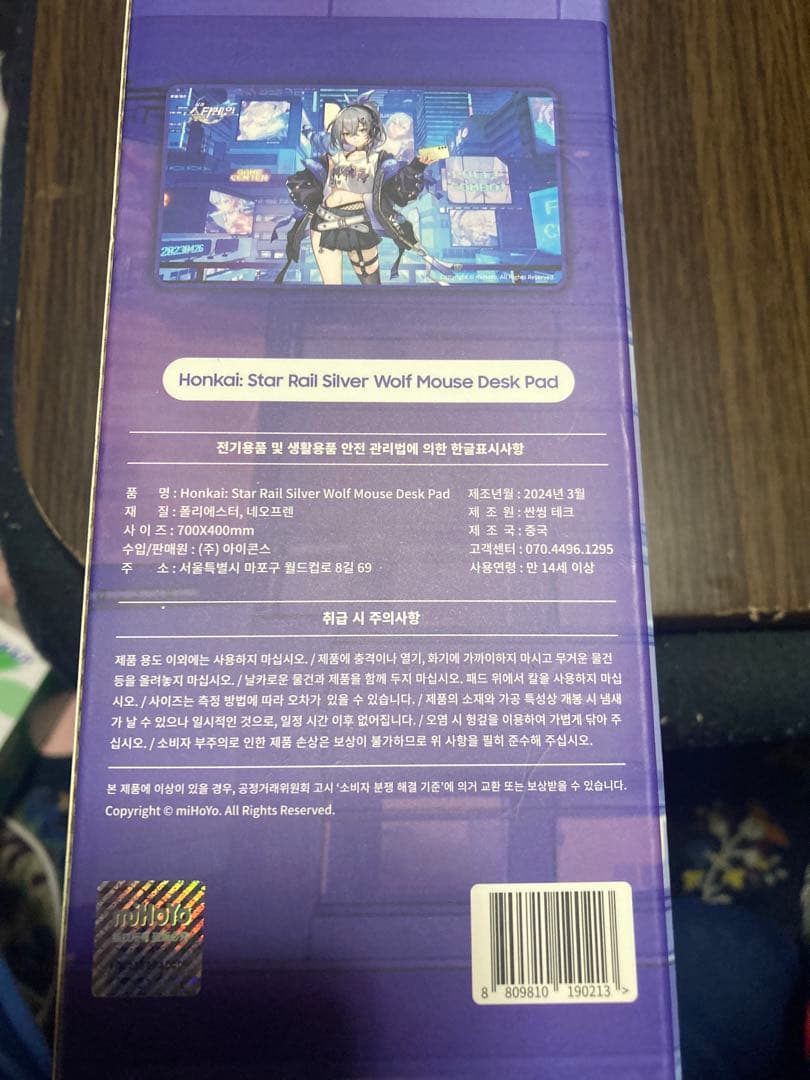 스타레일
GAME
CENTER
20230426
Copyright © miHoYo. All Rights Reserved.
Honkai: Star Rail Silver Wolf Mouse Desk Pad
전기용품 및 생활용품 안전 관리법에 의한 한글표시사항
품 명 : Honkai: Star Rail Silver Wolf Mouse Desk Pad
제조년월 : 2024년 3월
재 질 : 폴리에스터, 네오프렌
제 조 원 : 싼씽 테크
사 이 즈 : 700X400mm
제 조 국 : 중국
수입/판매원 : (주) 아이콘스
고객센터 : 070.4496.1295
주 소 : 서울특별시 마포구 월드컵로 8길 69
사용연령 : 만 14세 이상
취급 시 주의사항
제품 용도 이외에는 사용하지 마십시오. / 제품에 충격이나 열기, 화기에 가까이하지 마시고 무거운 물건
등을 올려놓지 마십시오. / 날카로운 물건과 제품을 함께 두지 마십시오. 패드 위에서 칼을 사용하지 마십
시오. / 사이즈는 측정 방법에 따라 오차가 있을 수 있습니다. / 제품의 소재와 가공 특성상 개봉 시 냄새
가 날 수 있으나 일시적인 것으로, 일정 시간 이후 없어집니다. / 오염 시 헝겊을 이용하여 가볍게 닦아 주
십시오. / 소비자 부주의로 인한 제품 손상은 보상이 불가하므로 위 사항을 필히 준수해 주십시오.
본 제품에 이상이 있을 경우, 공정거래위원회 고시 ‘소비자 분쟁 해결 기준’에 의거 교환 또는 보상받을 수 있습니다.
Copyright © miHoYo. All Rights Reserved.
miHoYo
8 809810 190213 >